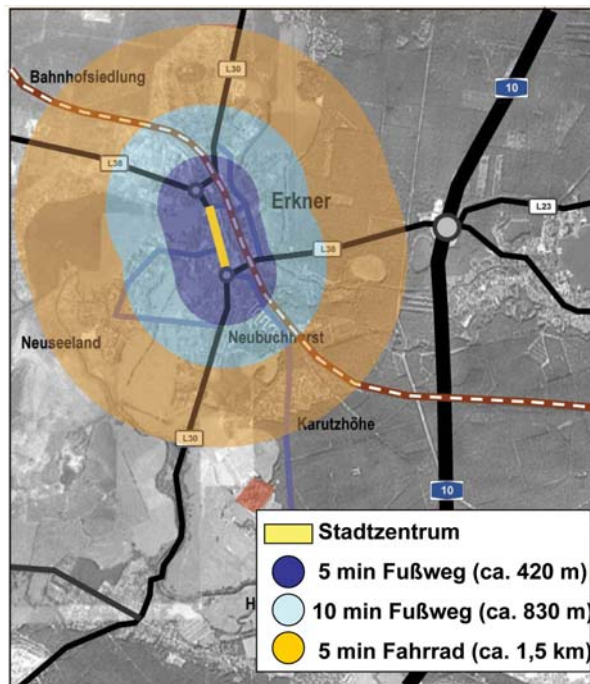 L30
10
Bahnhofsiedlung
L38
Erkner
L23
L38
Neuseeland
Neubuchhorst
Karutzhöhe
L30
10
Stadtzentrum
5 min Fußweg (ca. 420 m)
10 min Fußweg (ca. 830 m)
5 min Fahrrad (ca. 1,5 km)